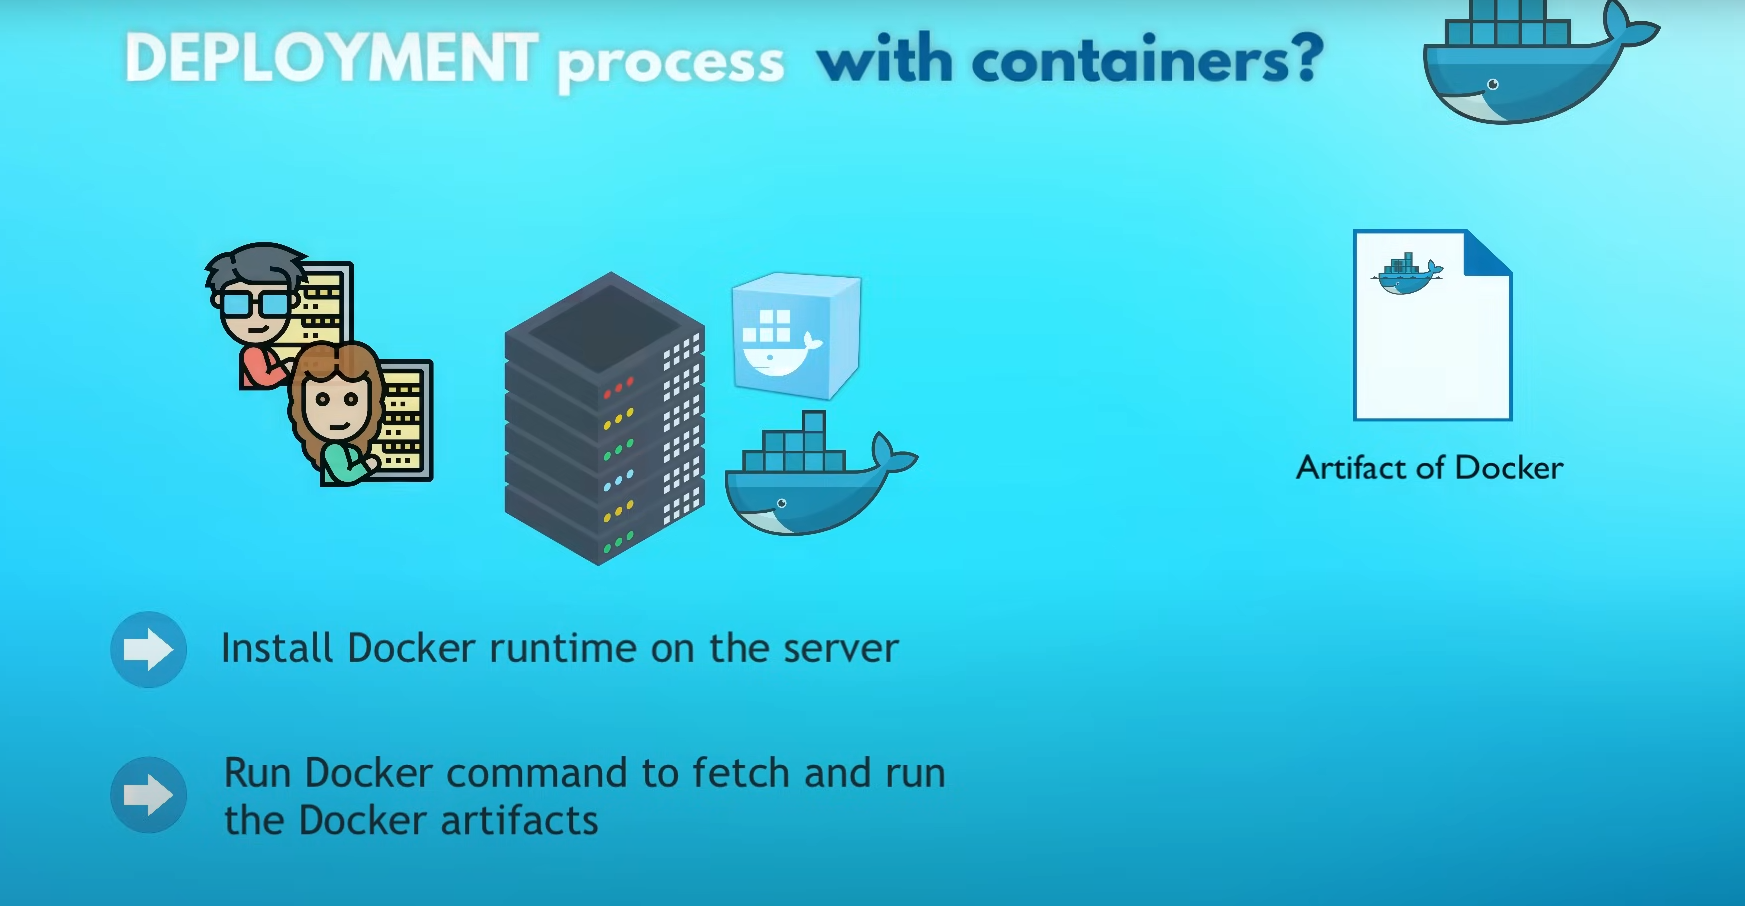 DEPLOYMENT process with containers?
Artifact of Docker
Install Docker runtime on the server
Run Docker command to fetch and run
the Docker artifacts